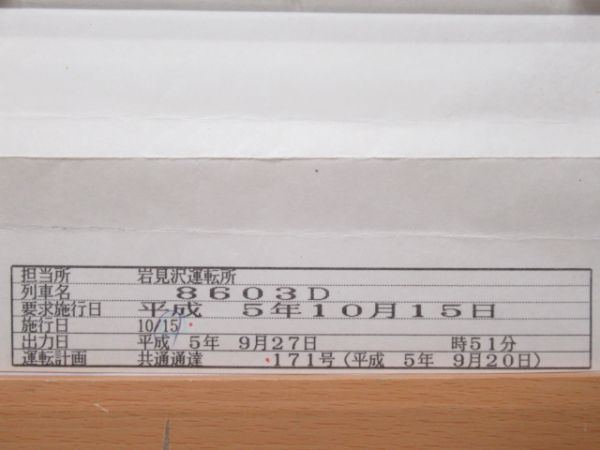 担当所 岩見沢運転所
列車名 8603D
要求施行日 平成 5年10月15日
施行日 10/15
出力日 平成 5年 9月27日 時51分
運転計画 共通通達 171号(平成 5年 9月20日)